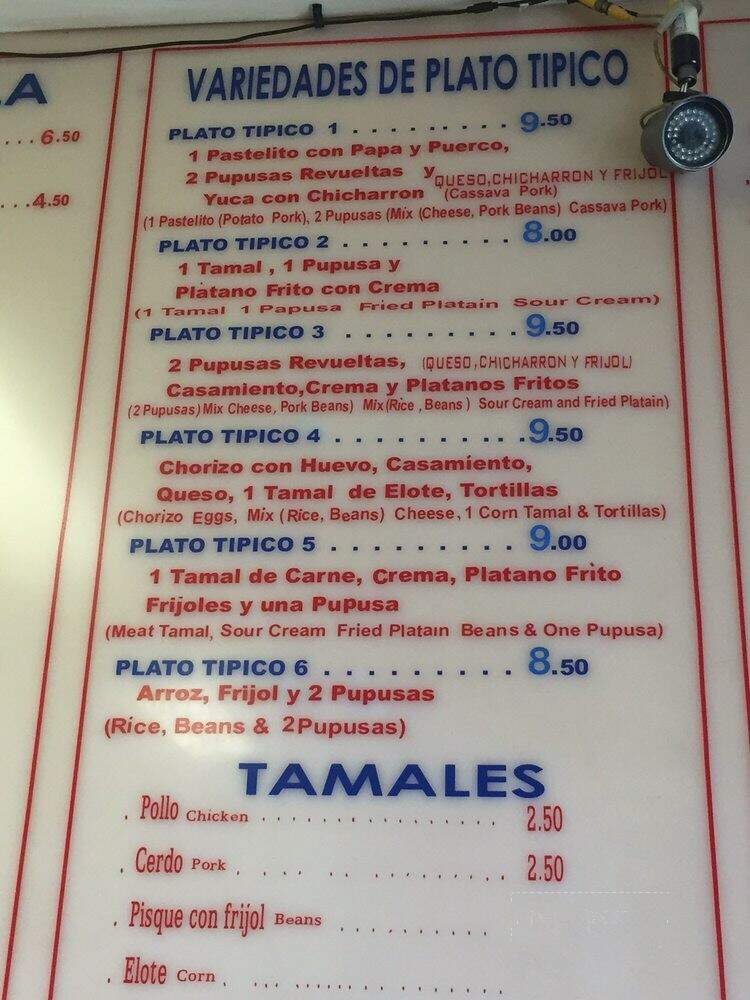 LA
... 6.50
... 4.50
VARIEDADES DE PLATO TIPICO
PLATO TIPICO 1 . . . . . . . . . 9.50
1 Pastelito con Papa y Puerco,
2 Pupusas Revueltas y QUESO,CHICHARRON Y FRIJOL
Yuca con Chicharron (Cassava Pork)
(1 Pastelito (Potato Pork), 2 Pupusas (Mix (Cheese, Pork Beans) Cassava Pork)
PLATO TIPICO 2 . . . . . . . . . 8.00
1 Tamal , 1 Pupusa y
Platano Frito con Crema
(1 Tamal 1 Papusa Fried Platain Sour Cream)
PLATO TIPICO 3 . . . . . . . . . 9.50
2 Pupusas Revueltas, (QUESO,CHICHARRON Y FRIJOL)
Casamiento,Crema y Platanos Fritos
(2 Pupusas) Mix Cheese, Pork Beans) Mix (Rice , Beans ) Sour Cream and Fried Platain)
PLATO TIPICO 4 . . . . . . . . . . 9.50
Chorizo con Huevo, Casamiento,
Queso, 1 Tamal de Elote, Tortillas
(Chorizo Eggs, Mix (Rice, Beans) Cheese, 1 Corn Tamal & Tortillas)
PLATO TIPICO 5 . . . . . . . . . . 9.00
1 Tamal de Carne, Crema, Platano Frito
Frijoles y una Pupusa
(Meat Tamal, Sour Cream Fried Platain Beans & One Pupusa)
PLATO TIPICO 6 . . . . . . . . . . 8.50
Arroz, Frijol y 2 Pupusas
(Rice, Beans & 2 Pupusas)
TAMALES
. Pollo Chicken . . . . . . . . . . . . . . . . 2.50
. Cerdo Pork . . . . . . . . . . . . . . . 2.50
. Pisque con frijol Beans . . . . . . . . . .
. Elote Corn . . . . . . . . . . . . . . . .